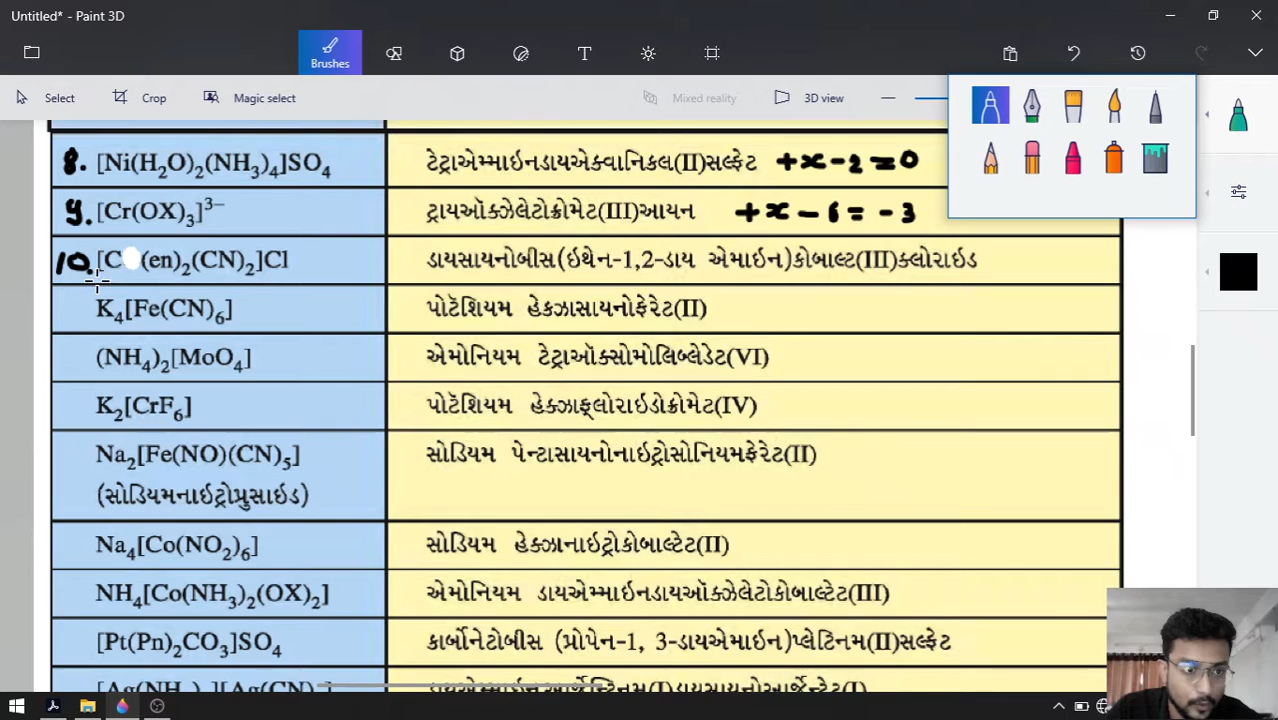 Untitled* - Paint 3D
Brushes
Select
Crop
Magic select
Mixed reality
3D view
8. [Ni(H₂O)₂(NH₃)₄]SO₄ ટેટ્રાએમ્માઇનડાયએક્વાનિકલ(II)સલ્ફેટ +x-2=0
9. [Cr(OX)₃]³⁻ ટ્રાયઑક્ઝેલેટોક્રોમેટ(III)આયન +x-6=-3
10. [C (en)₂(CN)₂]Cl ડાયસાયનોબીસ(ઇથેન-1,2-ડાય એમાઇન)કોબાલ્ટ(III)ક્લોરાઇડ
K₄[Fe(CN)₆] પોટૅશિયમ હેક્ઝાસાયનોફેરેટ(II)
(NH₄)₂[MoO₄] એમોનિયમ ટેટ્રાઑક્સોમોલિબ્લેડેટ(VI)
K₂[CrF₆] પોટૅશિયમ હેક્ઝાફ્લોરાઇડોક્રોમેટ(IV)
Na₂[Fe(NO)(CN)₅] સોડિયમ પેન્ટાસાયનોનાઇટ્રોસોનિયમફેરેટ(II)
(સોડિયમનાઇટ્રોપ્રુસાઇડ)
Na₄[Co(NO₂)₆] સોડિયમ હેક્ઝાનાઇટ્રોકોબાલ્ટેટ(II)
NH₄[Co(NH₃)₂(OX)₂] એમોનિયમ ડાયએમ્માઇનડાયઑક્ઝેલેટોકોબાલ્ટેટ(III)
[Pt(Pn)₂CO₃]SO₄ કાર્બોનેટોબીસ (પ્રોપેન-1, 3-ડાયએમાઇન)પ્લેટિનમ(II)સલ્ફેટ